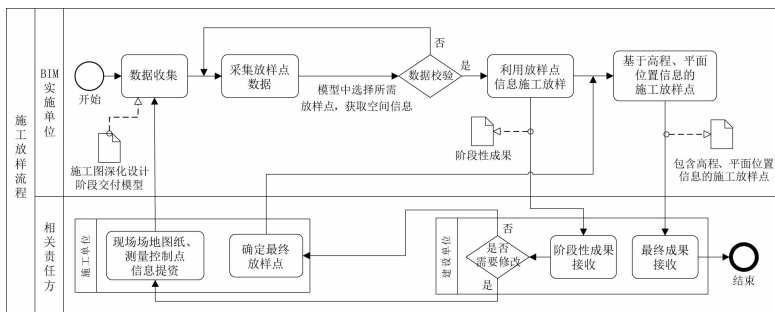 施工放样流程
BIM
实施单位
开始
数据收集
采集放样点
数据
模型中选择所需
放样点，获取空间信息
否
数据校验
是
利用放样点
信息施工放样
基于高程、平面
位置信息的
施工放样点
施工图深化设计
阶段交付模型
阶段性成果
包含高程、平面位置
信息的施工放样点
相关责任方
施工单位
现场场地图纸、
测量控制点
信息提资
确定最终
放样点
建设单位
否
是否
需要修改
是
阶段性成果
接收
最终成果
接收
结束